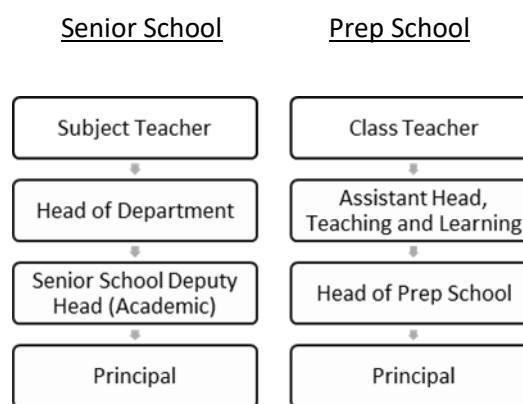 Senior School
Prep School
Subject Teacher
Class Teacher
Head of Department
Assistant Head,
Teaching and Learning
Senior School Deputy
Head (Academic)
Head of Prep School
Principal
Principal